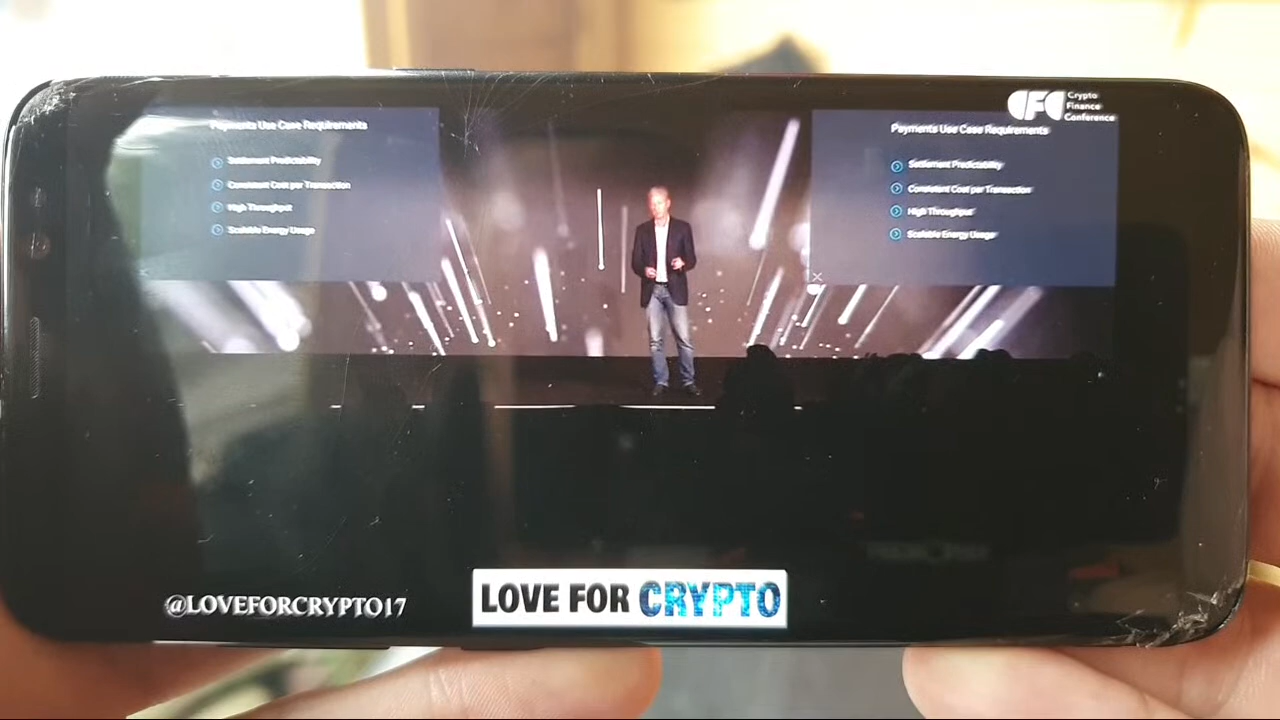 Payments Use Case Requirements
Settlement Predictability
Consistent Cost per Transaction
High Throughput
Scalable Energy Usage
CFC Crypto
Finance
Conference
Payments Use Case Requirements
Settlement Predictability
Consistent Cost per Transaction
High Throughput
Scalable Energy Usage
@LOVEFORCRYPTO17
LOVE FOR CRYPTO